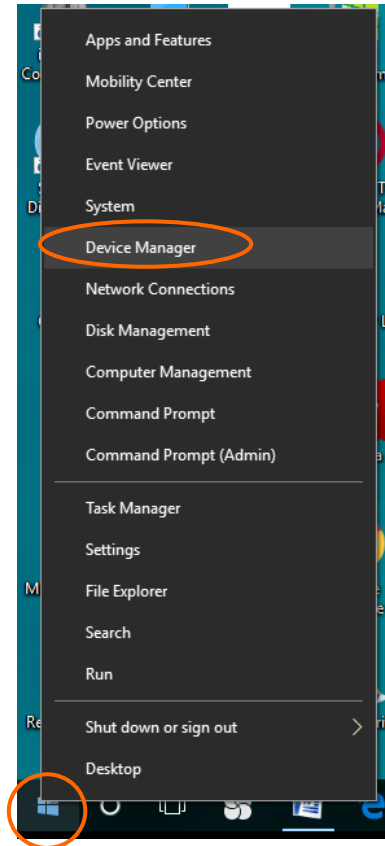 Apps and Features
Mobility Center
Power Options
Event Viewer
System
Device Manager
Network Connections
Disk Management
Computer Management
Command Prompt
Command Prompt (Admin)
Task Manager
Settings
File Explorer
Search
Run
Shut down or sign out
Desktop